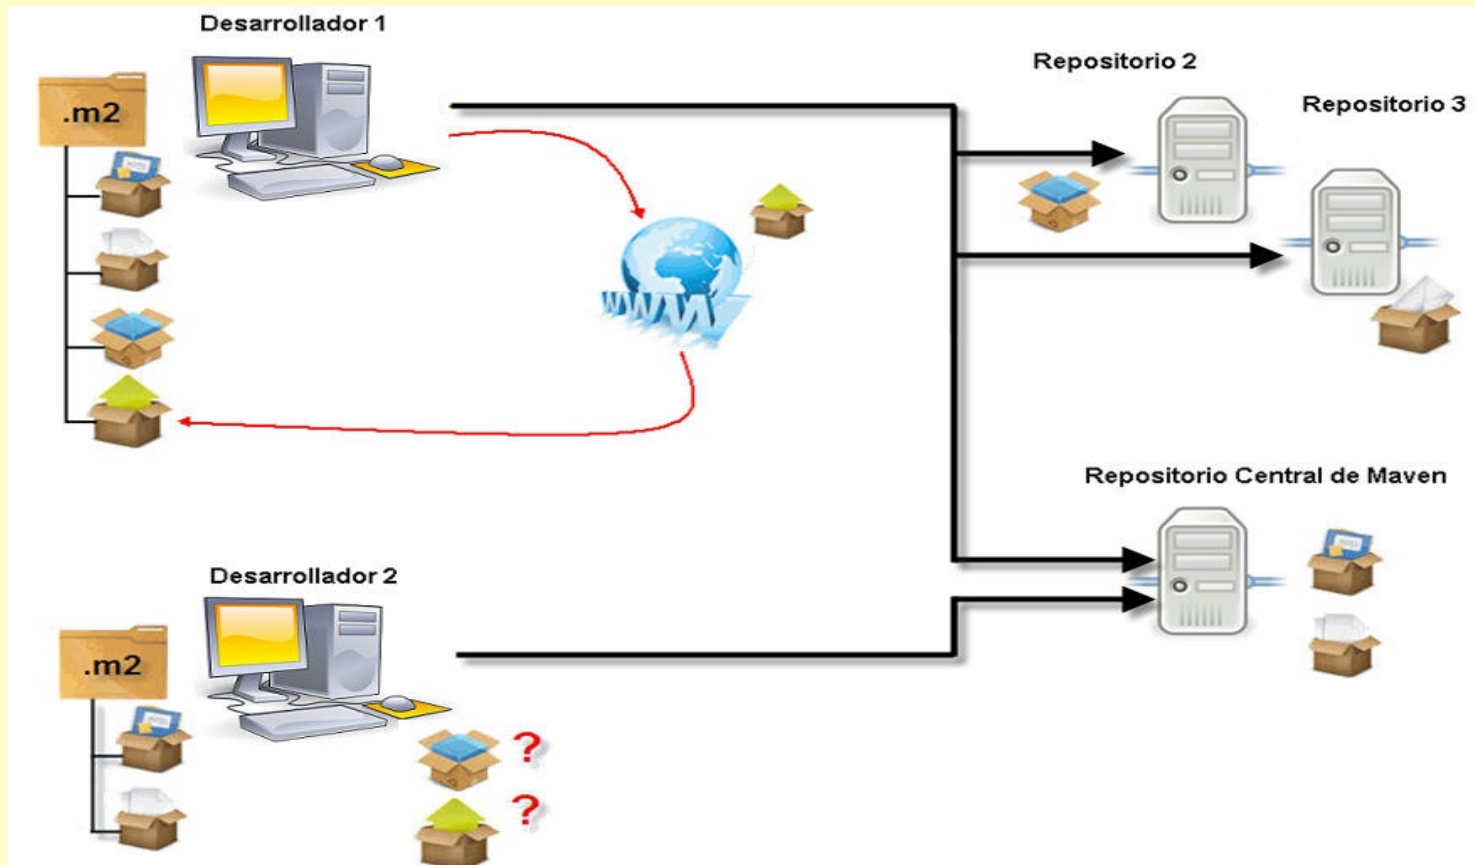 Desarrollador 1
.m2
Repositorio 2
Repositorio 3
WWW
Repositorio Central de Maven
Desarrollador 2
.m2
?
?